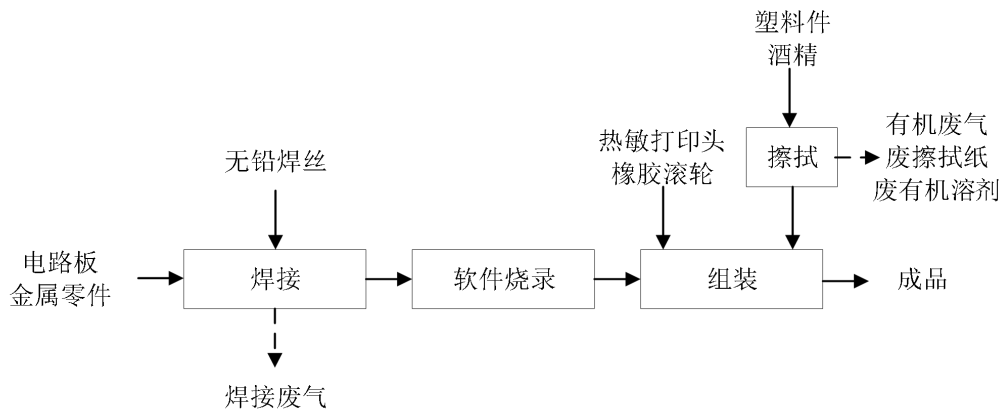 塑料件
酒精
热敏打印头
橡胶滚轮
擦拭
有机废气
废擦拭纸
废有机溶剂
无铅焊丝
电路板
金属零件
焊接
软件烧录
组装
成品
焊接废气